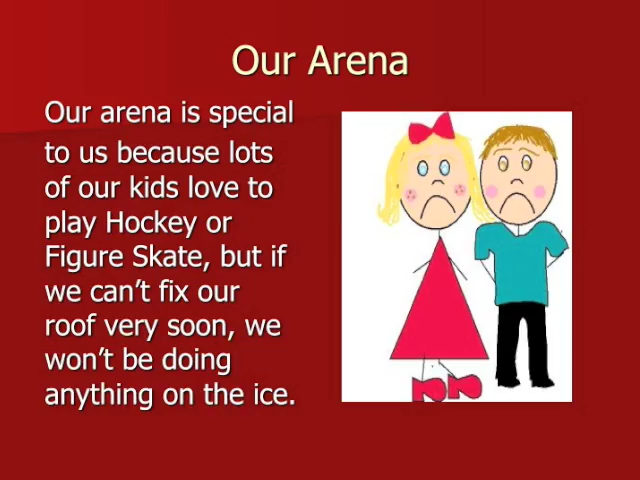 Our Arena
Our arena is special
to us because lots
of our kids love to
play Hockey or
Figure Skate, but if
we can’t fix our
roof very soon, we
won’t be doing
anything on the ice.